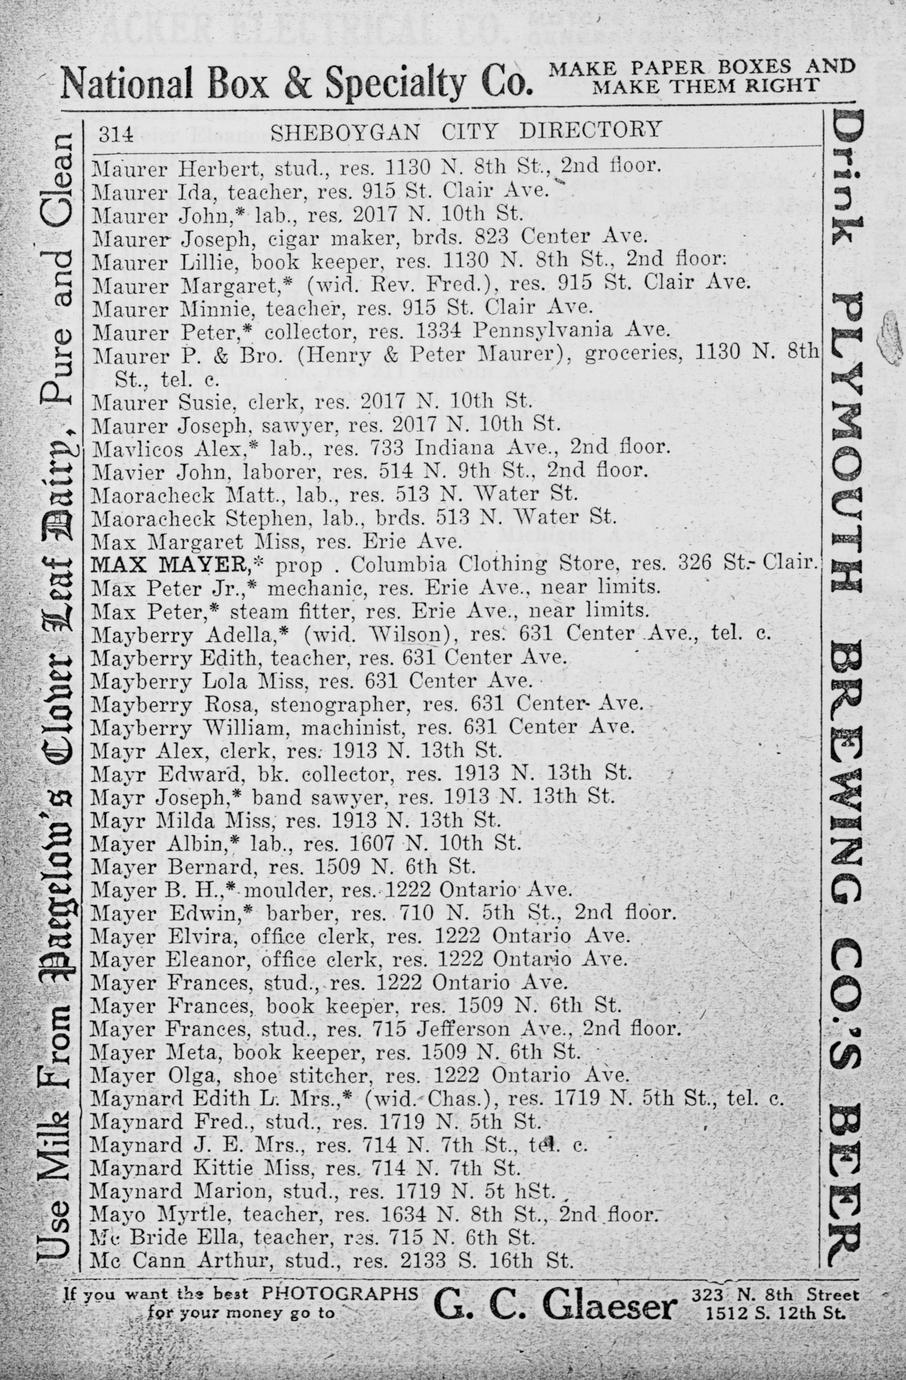 National Box & Specialty Co. MAKE PAPER BOXES AND
MAKE THEM RIGHT
314 SHEBOYGAN CITY DIRECTORY
Maurer Herbert, stud., res. 1130 N. 8th St., 2nd floor.
Maurer Ida, teacher, res. 915 St. Clair Ave.
Maurer John,* lab., res. 2017 N. 10th St.
Maurer Joseph, cigar maker, brds. 823 Center Ave.
Maurer Lillie, book keeper, res. 1130 N. 8th St., 2nd floor.
Maurer Margaret,* (wid. Rev. Fred.), res. 915 St. Clair Ave.
Maurer Minnie, teacher, res. 915 St. Clair Ave.
Maurer Peter,* collector, res. 1334 Pennsylvania Ave.
Maurer P. & Bro. (Henry & Peter Maurer), groceries, 1130 N. 8th
St., tel. c.
Maurer Susie, clerk, res. 2017 N. 10th St.
Maurer Joseph, sawyer, res. 2017 N. 10th St.
Mavlicos Alex,* lab., res. 733 Indiana Ave., 2nd floor.
Mavier John, laborer, res. 514 N. 9th St., 2nd floor.
Maoracheck Matt., lab., res. 513 N. Water St.
Maoracheck Stephen, lab., brds. 513 N. Water St.
Max Margaret Miss, res. Erie Ave.
MAX MAYER,* prop . Columbia Clothing Store, res. 326 St. Clair.
Max Peter Jr.,* mechanic, res. Erie Ave., near limits.
Max Peter,* steam fitter, res. Erie Ave., near limits.
Mayberry Adella,* (wid. Wilson), res. 631 Center Ave., tel. c.
Mayberry Edith, teacher, res. 631 Center Ave.
Mayberry Lola Miss, res. 631 Center Ave.
Mayberry Rosa, stenographer, res. 631 Center Ave.
Mayberry William, machinist, res. 631 Center Ave.
Mayr Alex, clerk, res. 1913 N. 13th St.
Mayr Edward, bk. collector, res. 1913 N. 13th St.
Mayr Joseph,* band sawyer, res. 1913 N. 13th St.
Mayr Milda Miss, res. 1913 N. 13th St.
Mayer Albin,* lab., res. 1607 N. 10th St.
Mayer Bernard, res. 1509 N. 6th St.
Mayer B. H.,* moulder, res. 1222 Ontario Ave.
Mayer Edwin,* barber, res. 710 N. 5th St., 2nd floor.
Mayer Elvira, office clerk, res. 1222 Ontario Ave.
Mayer Eleanor, office clerk, res. 1222 Ontario Ave.
Mayer Frances, stud., res. 1222 Ontario Ave.
Mayer Frances, book keeper, res. 1509 N. 6th St.
Mayer Frances, stud., res. 715 Jefferson Ave., 2nd floor.
Mayer Meta, book keeper, res. 1509 N. 6th St.
Mayer Olga, shoe stitcher, res. 1222 Ontario Ave.
Maynard Edith L. Mrs.,* (wid. Chas.), res. 1719 N. 5th St., tel. c.
Maynard Fred., stud., res. 1719 N. 5th St.
Maynard J. E. Mrs., res. 714 N. 7th St., tel. c.
Maynard Kittie Miss, res. 714 N. 7th St.
Maynard Marion, stud., res. 1719 N. 5t hSt.
Mayo Myrtle, teacher, res. 1634 N. 8th St., 2nd floor.
Mc Bride Ella, teacher, res. 715 N. 6th St.
Mc Cann Arthur, stud., res. 2133 S. 16th St.
Use Milk From Paegelow's Clover Leaf Dairy, Pure and Clean
Drink PLYMOUTH BREWING CO.'S BEER
If you want the best PHOTOGRAPHS
for your money go to G. C. Glaeser 323 N. 8th Street
1512 S. 12th St.